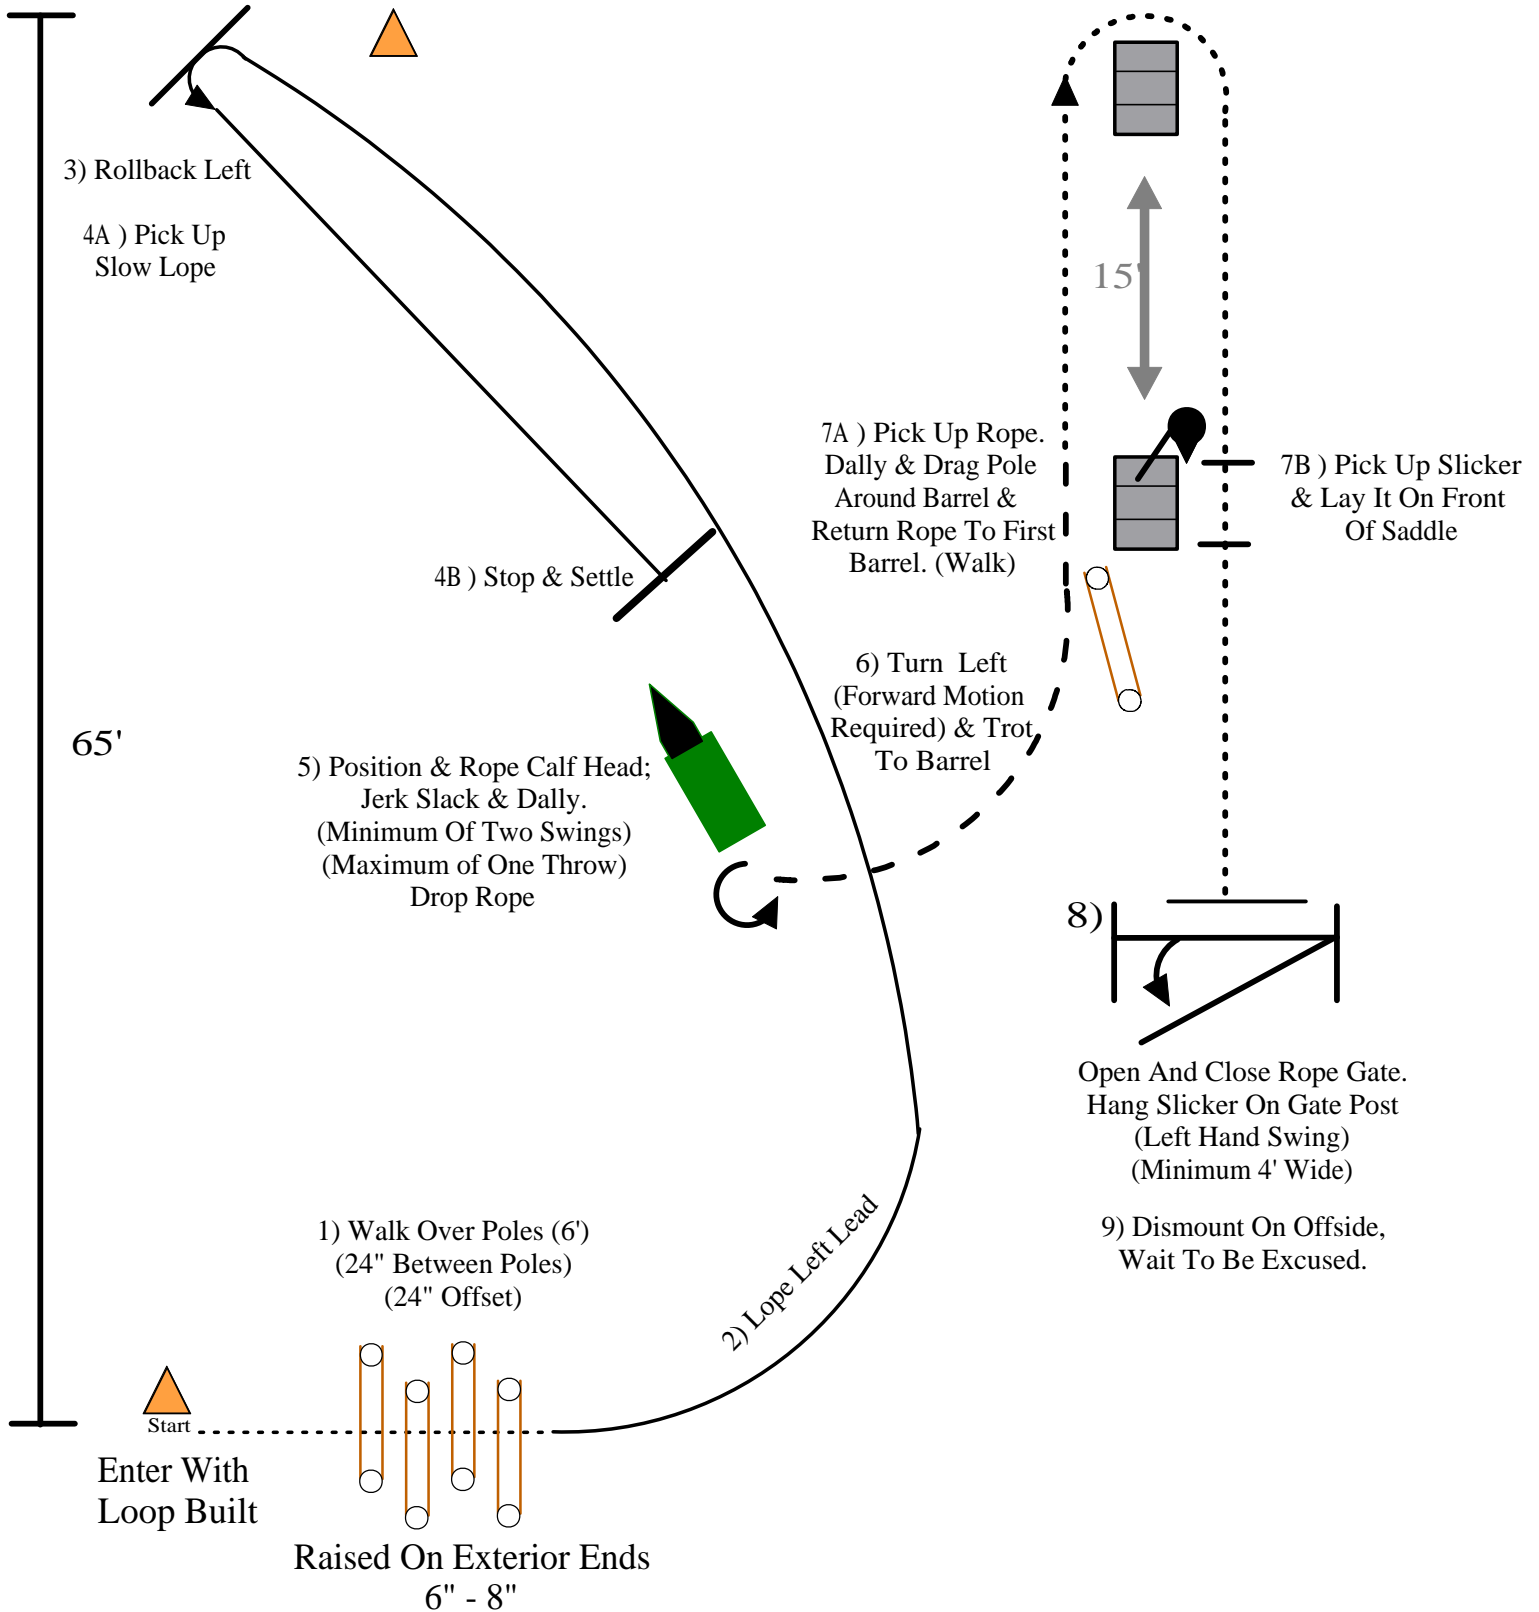 3) Rollback Left
4A ) Pick Up
Slow Lope
15'
7A ) Pick Up Rope.
Dally & Drag Pole
Around Barrel &
Return Rope To First
Barrel. (Walk)
7B ) Pick Up Slicker
& Lay It On Front
Of Saddle
4B ) Stop & Settle
6) Turn Left
(Forward Motion
Required) & Trot
To Barrel
65'
5) Position & Rope Calf Head;
Jerk Slack & Dally.
(Minimum Of Two Swings)
(Maximum of One Throw)
Drop Rope
8)
Open And Close Rope Gate.
Hang Slicker On Gate Post
(Left Hand Swing)
(Minimum 4' Wide)
9) Dismount On Offside,
Wait To Be Excused.
1) Walk Over Poles (6')
(24" Between Poles)
(24" Offset)
2) Lope Left Lead
Start
Enter With
Loop Built
Raised On Exterior Ends
6" - 8"